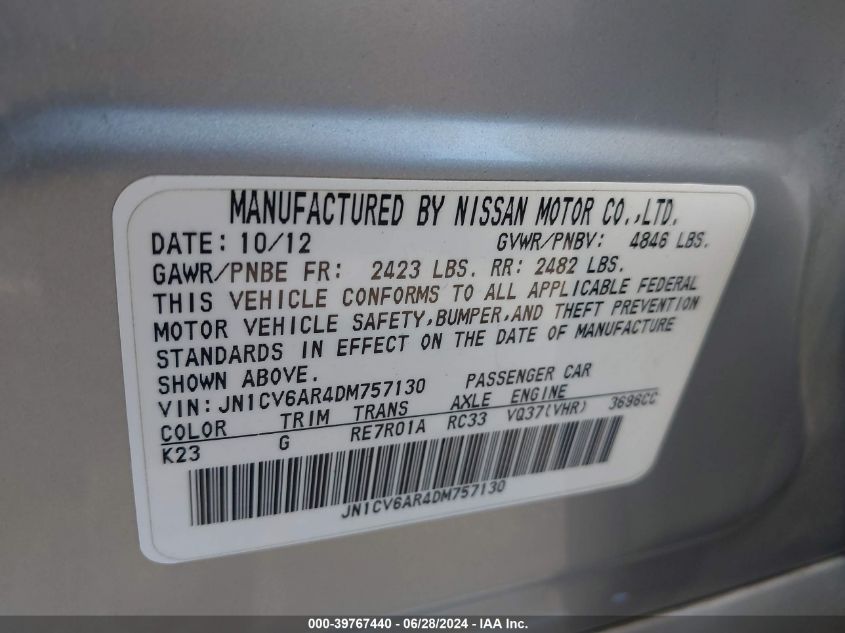 MANUFACTURED BY NISSAN MOTOR CO.,LTD.
DATE: 10/12 GVWR/PNBV: 4846 LBS.
GAWR/PNBE FR: 2423 LBS. RR: 2482 LBS.
THIS VEHICLE CONFORMS TO ALL APPLICABLE FEDERAL
MOTOR VEHICLE SAFETY,BUMPER,AND THEFT PREVENTION
STANDARDS IN EFFECT ON THE DATE OF MANUFACTURE
SHOWN ABOVE.
VIN: JN1CV6AR4DM757130 PASSENGER CAR
COLOR TRIM TRANS AXLE ENGINE
K23 G RE7R01A RC33 VQ37(VHR) 3696CC
JN1CV6AR4DM757130
000-39767440 - 06/28/2024 - IAA Inc.